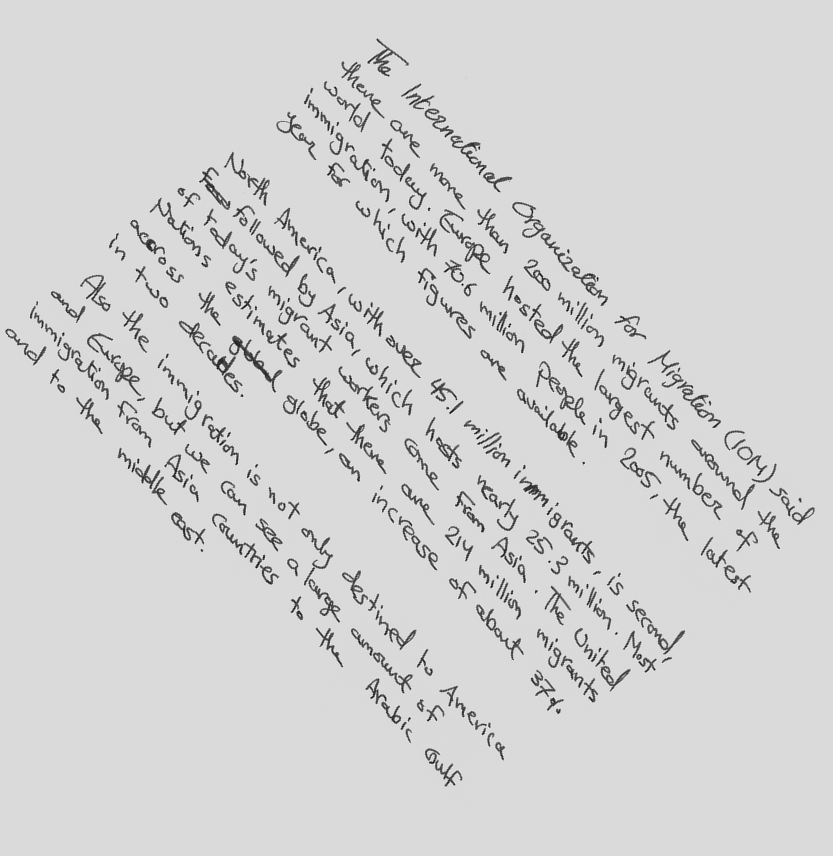 The International Organization for Migration (IOM) said
there are more than 200 million migrants around the
world today. Europe hosted the largest number of
immigration, with 70.6 million people in 2005, the latest
year for which figures are available.
North America, with over 45.1 million immigrants, is second,
followed by Asia, which hosts nearly 25.3 million. Most
of today's migrant workers come from Asia. The United
Nations estimates that there are 214 million migrants
across the globe, an increase of about 37%
in two decades.
Also the immigration is not only destined to America
and Europe, but we can see a large amount of
immigration from Asia countries to the Arabic Gulf
and to the middle east.